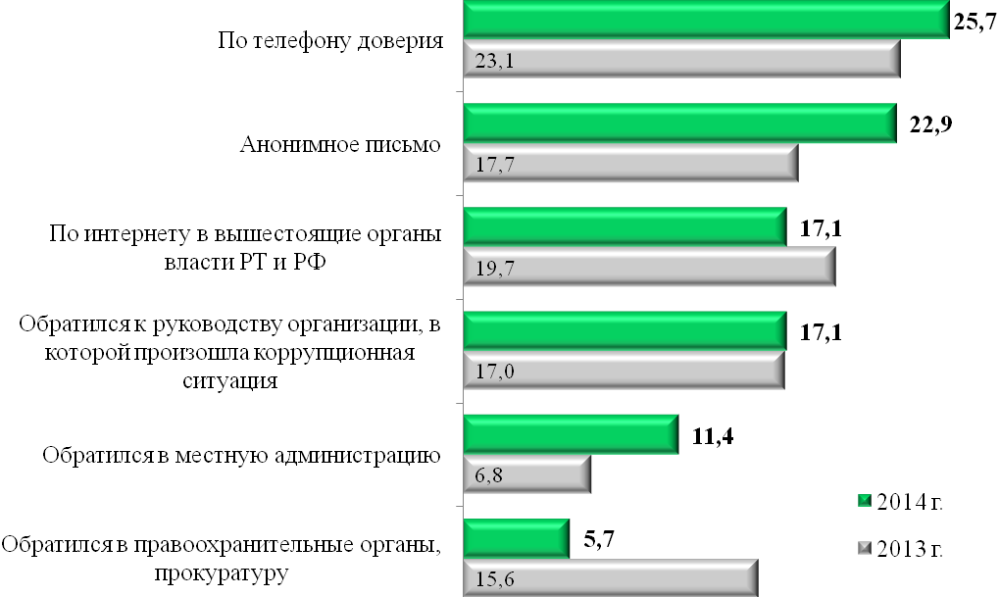 По телефону доверия
25,7
23,1
Анонимное письмо
22,9
17,7
По интернету в вышестоящие органы
власти РТ и РФ
17,1
19,7
Обратился к руководству организации, в
которой произошла коррупционная
ситуация
17,1
17,0
Обратился в местную администрацию
11,4
6,8
Обратился в правоохранительные органы,
прокуратуру
5,7
15,6
2014 г.
2013 г.